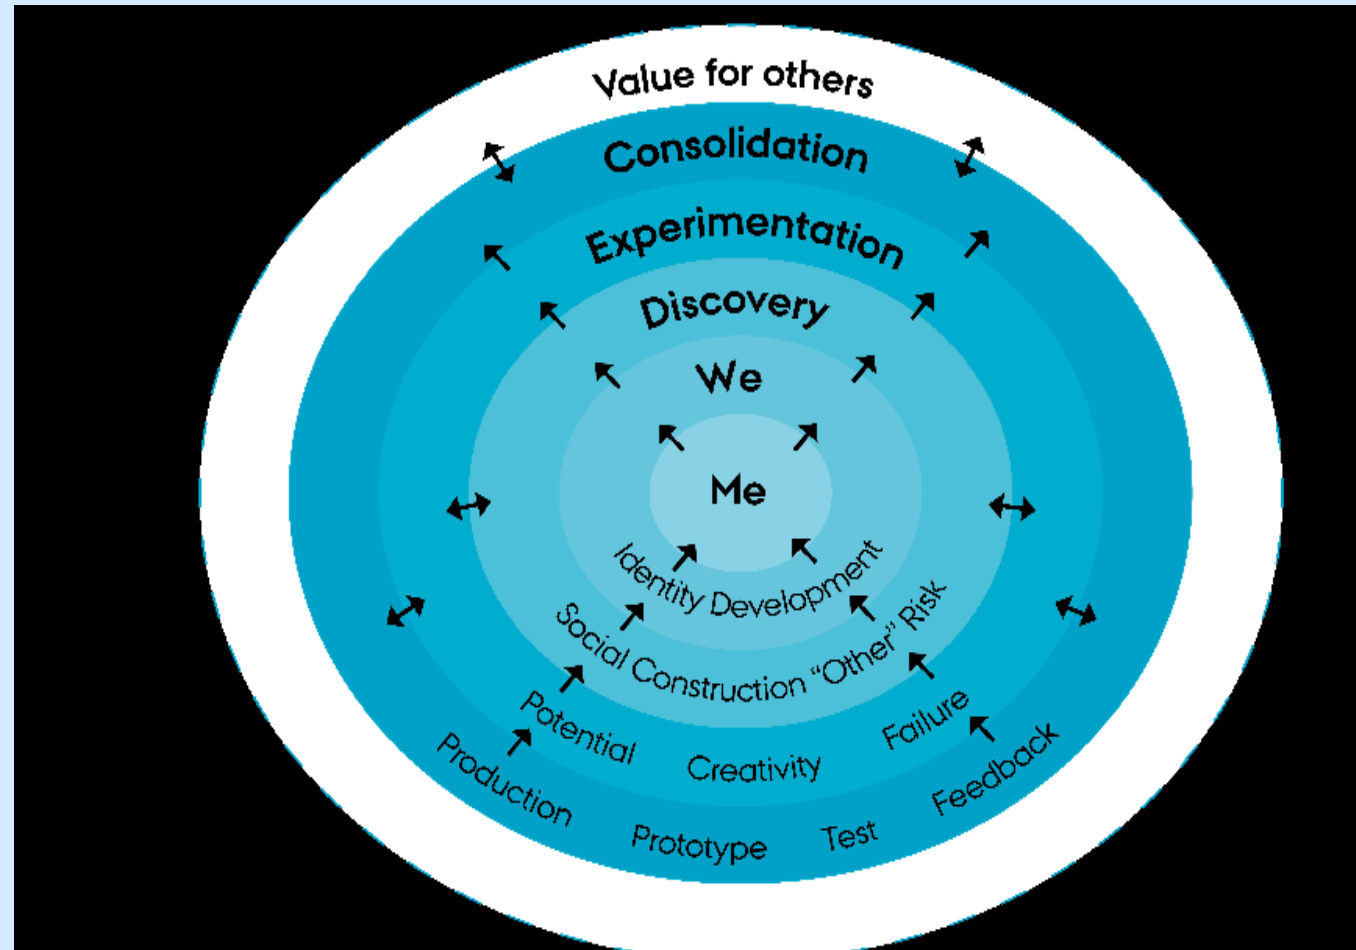 Value for others
Consolidation
Experimentation
Discovery
We
Me
Identity Development
Social Construction “Other” Risk
Potential Creativity Failure
Production Prototype Test Feedback